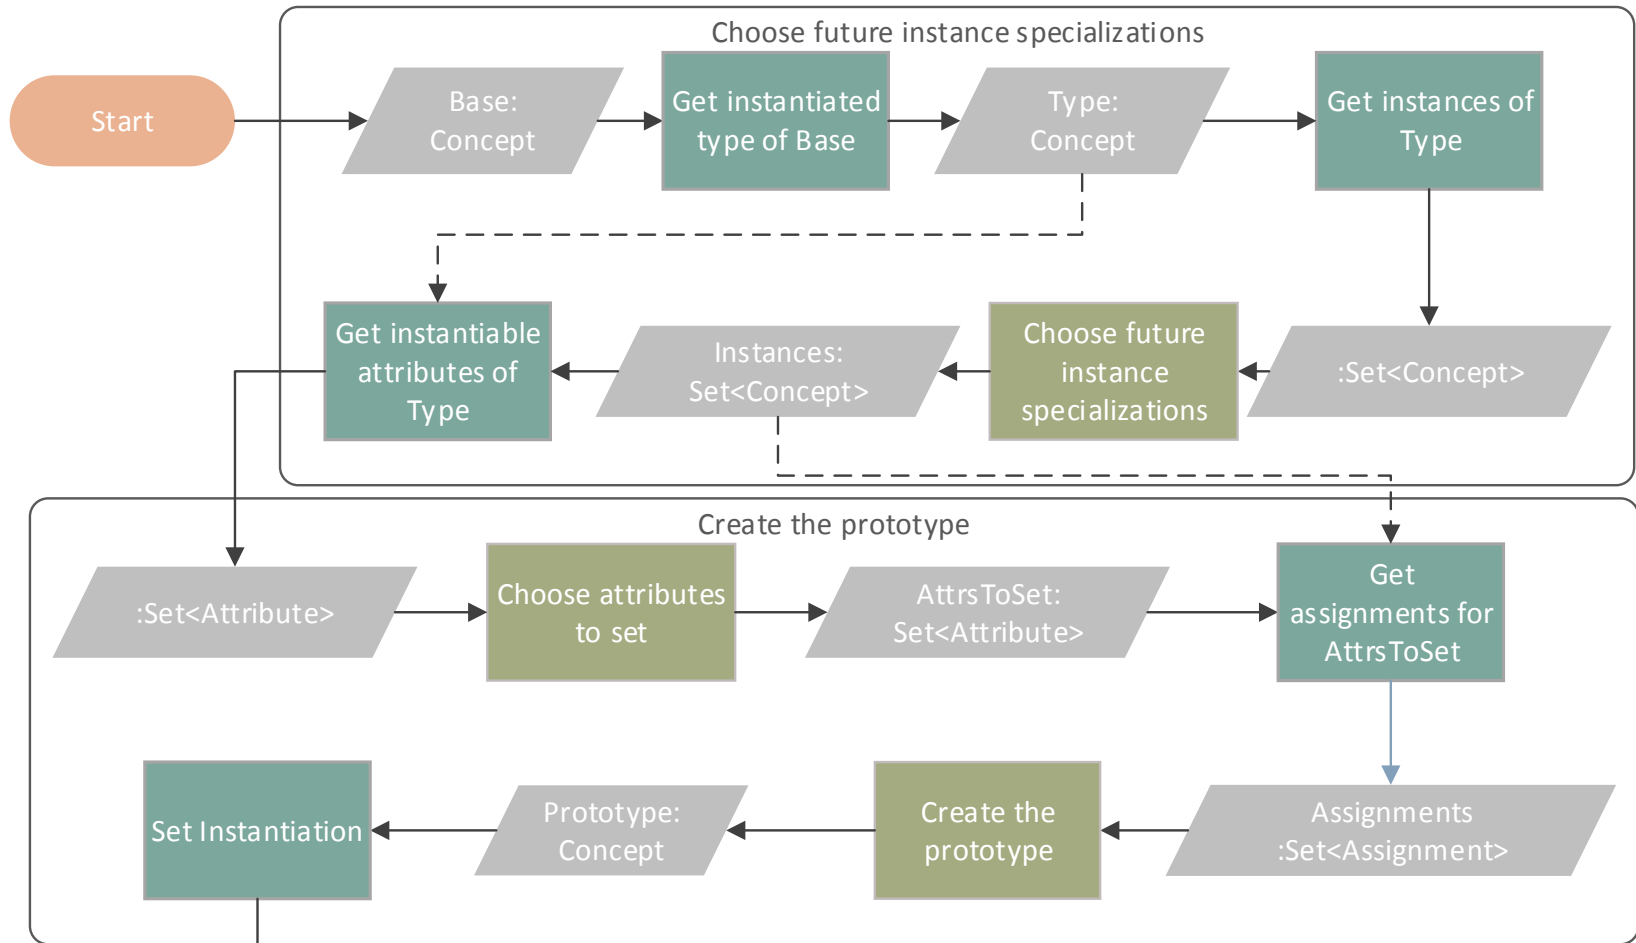 Choose future instance specializations
Start
Base:
Concept
Get instantiated
type of Base
Type:
Concept
Get instances of
Type
Get instantiable
attributes of
Type
Instances:
Set<Concept>
Choose future
instance
specializations
:Set<Concept>
Create the prototype
:Set<Attribute>
Choose attributes
to set
AttrsToSet:
Set<Attribute>
Get
assignments for
AttrsToSet
Set Instantiation
Prototype:
Concept
Create the
prototype
Assignments
:Set<Assignment>